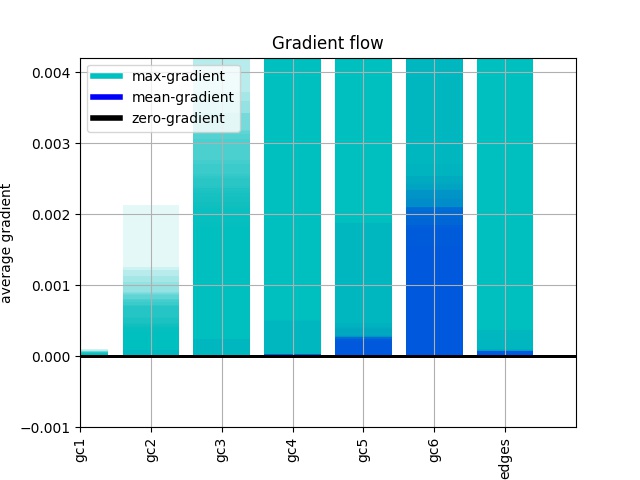 Gradient flow
max-gradient
mean-gradient
zero-gradient
average gradient
0.004
0.003
0.002
0.001
0.000
−0.001
gc1
gc2
gc3
gc4
gc5
gc6
edges